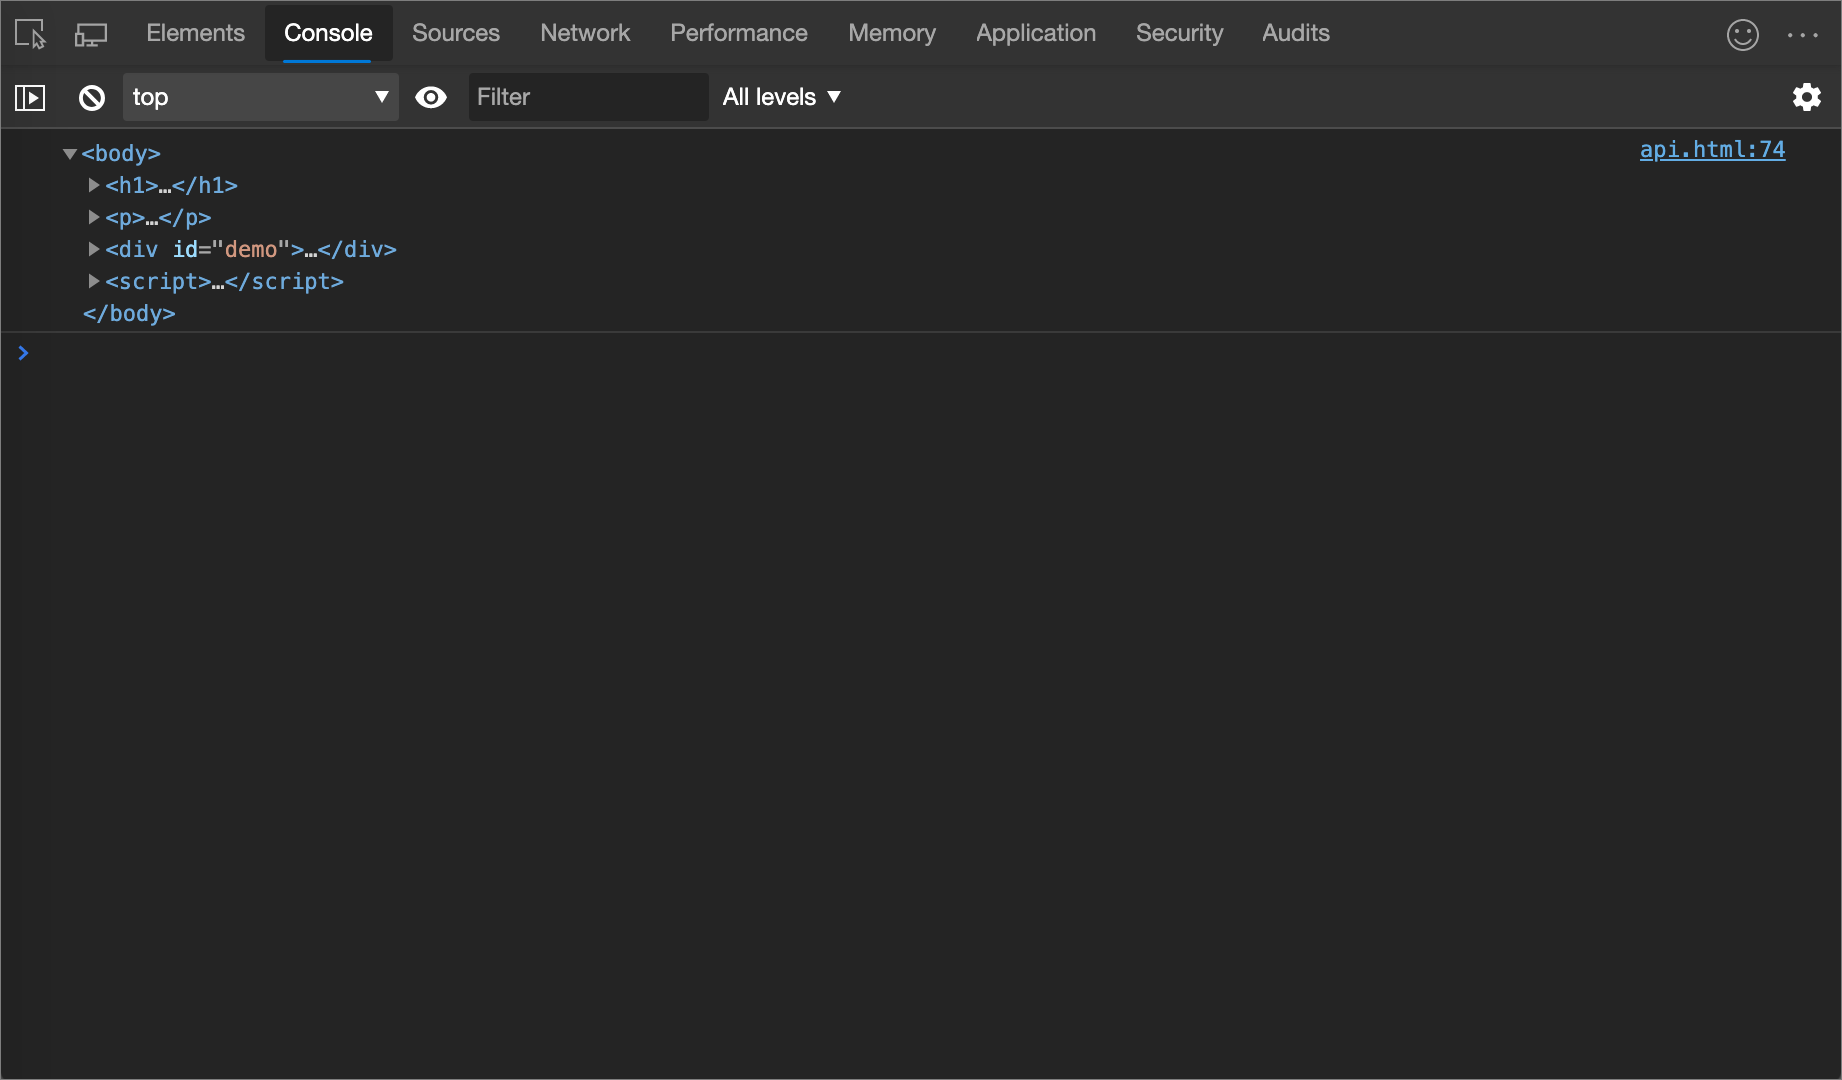 Elements Console Sources Network Performance Memory Application Security Audits
top Filter All levels
<body> api.html:74
<h1>…</h1>
<p>…</p>
<div id="demo">…</div>
<script>…</script>
</body>